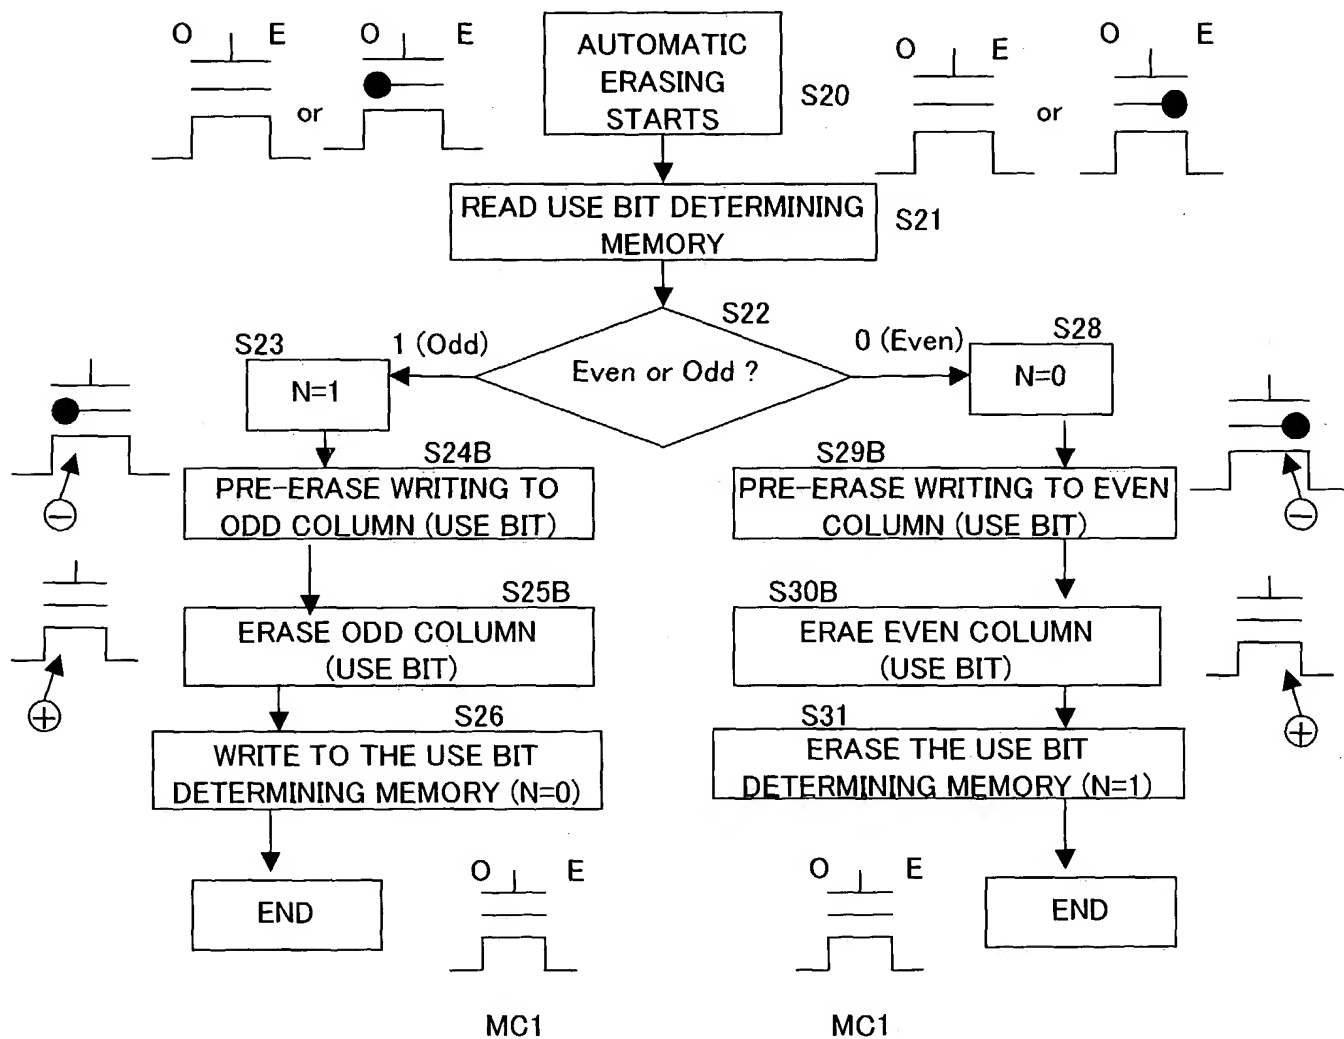 O E
O E
or
AUTOMATIC
ERASING
STARTS
S20
O E
O E
or
READ USE BIT DETERMINING
MEMORY
S21
S22
Even or Odd ?
1 (Odd)
0 (Even)
S23
N=1
S28
N=0
S24B
PRE-ERASE WRITING TO
ODD COLUMN (USE BIT)
S29B
PRE-ERASE WRITING TO EVEN
COLUMN (USE BIT)
−
−
S25B
ERASE ODD COLUMN
(USE BIT)
S30B
ERAE EVEN COLUMN
(USE BIT)
+
+
S26
WRITE TO THE USE BIT
DETERMINING MEMORY (N=0)
S31
ERASE THE USE BIT
DETERMINING MEMORY (N=1)
END
O E
O E
END
MC1
MC1